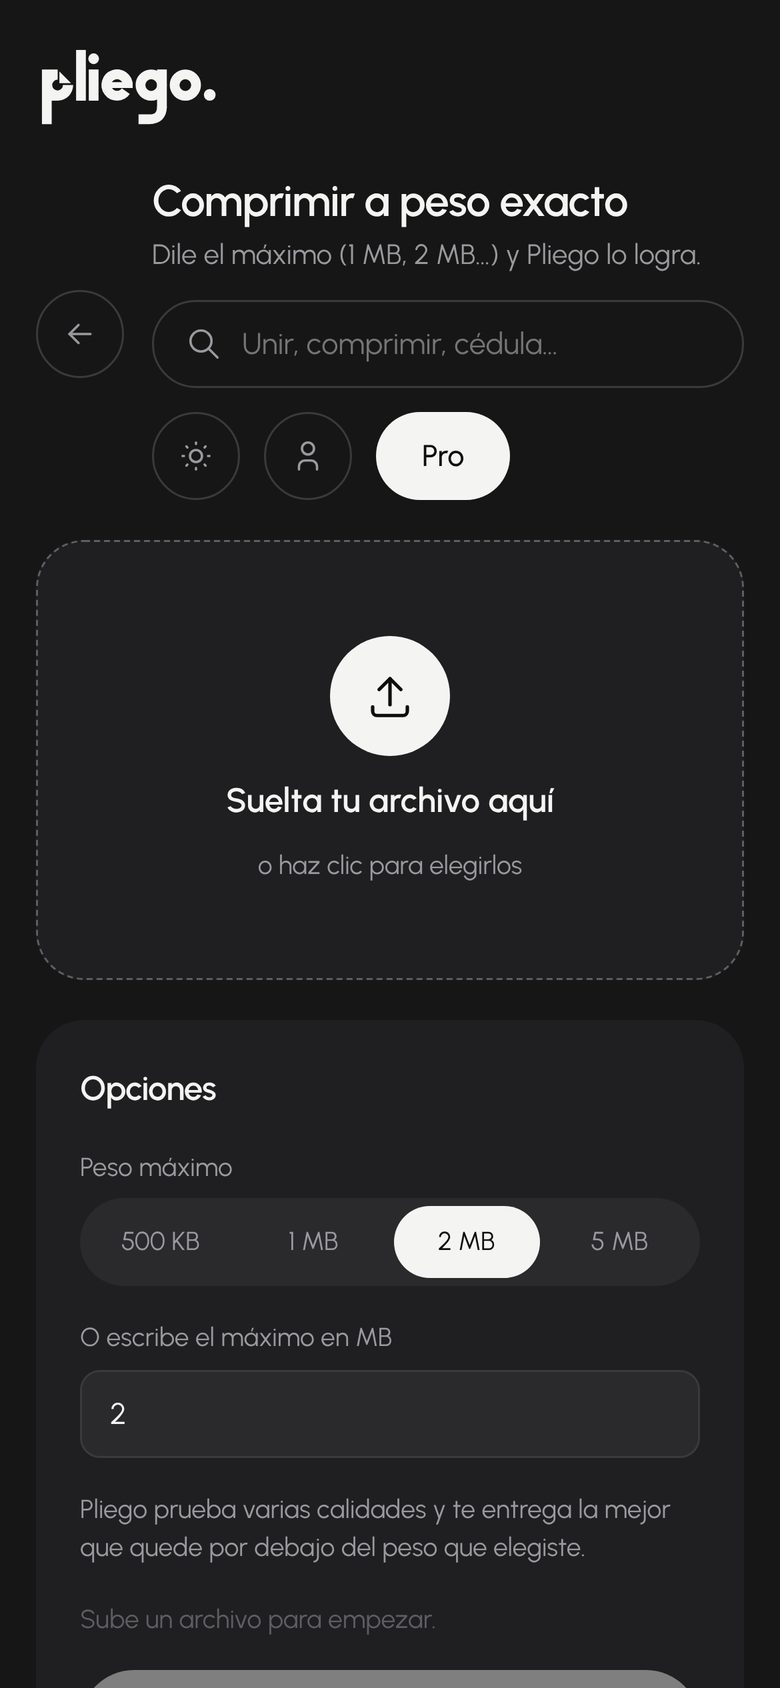 pliego.
Comprimir a peso exacto
Dile el máximo (1 MB, 2 MB...) y Pliego lo logra.
Unir, comprimir, cédula...
Pro
Suelta tu archivo aquí
o haz clic para elegirlos
Opciones
Peso máximo
500 KB 1 MB 2 MB 5 MB
O escribe el máximo en MB
2
Pliego prueba varias calidades y te entrega la mejor
que quede por debajo del peso que elegiste.
Sube un archivo para empezar.